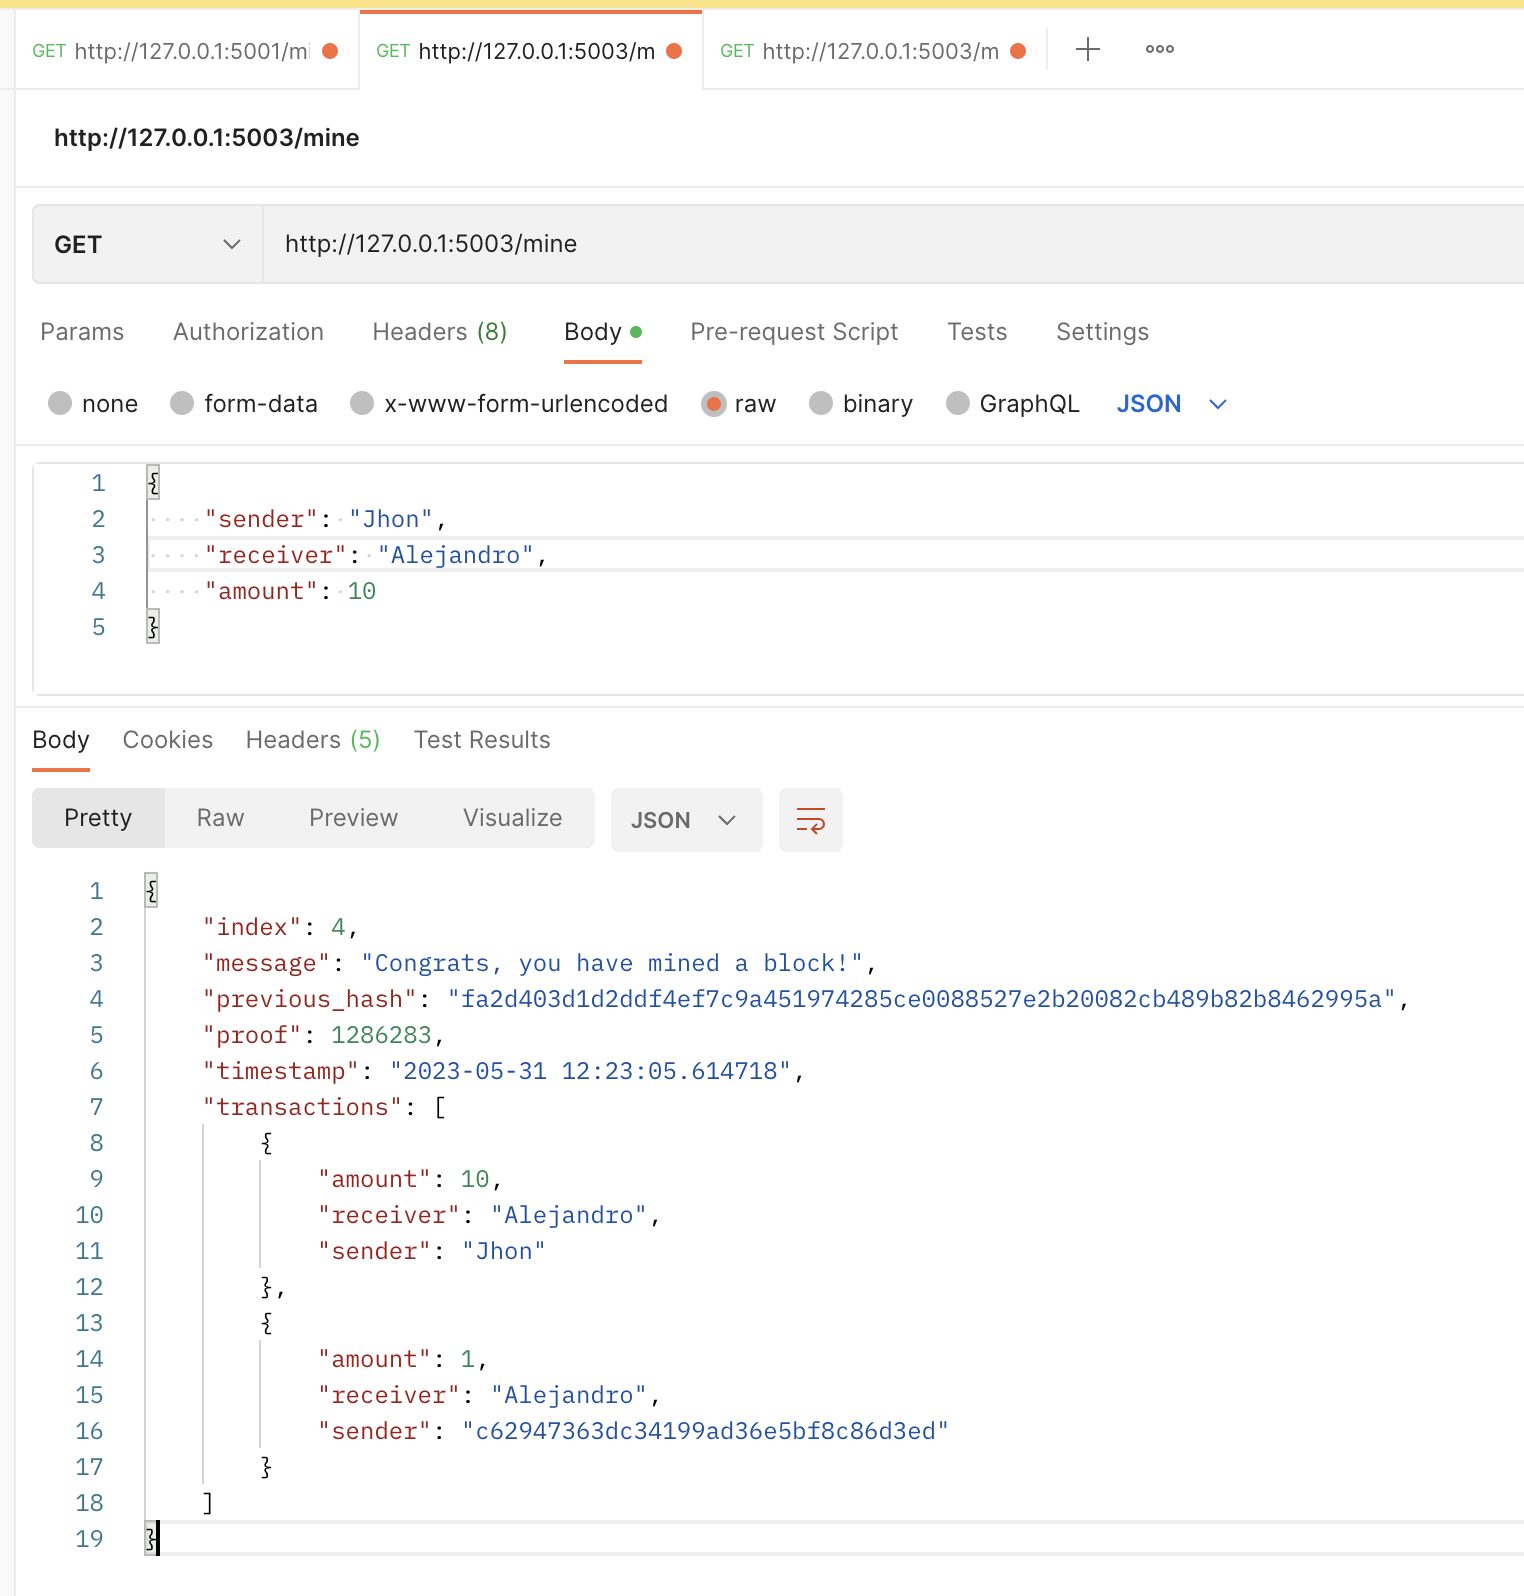 GET http://127.0.0.1:5001/mi GET http://127.0.0.1:5003/m GET http://127.0.0.1:5003/m
http://127.0.0.1:5003/mine
GET http://127.0.0.1:5003/mine
Params Authorization Headers (8) Body Pre-request Script Tests Settings
none form-data x-www-form-urlencoded raw binary GraphQL JSON
1 {
2 "sender": "Jhon",
3 "receiver": "Alejandro",
4 "amount": 10
5 }
Body Cookies Headers (5) Test Results
Pretty Raw Preview Visualize JSON
1 {
2 "index": 4,
3 "message": "Congrats, you have mined a block!",
4 "previous_hash": "fa2d403d1d2ddf4ef7c9a451974285ce0088527e2b20082cb489b82b8462995a",
5 "proof": 1286283,
6 "timestamp": "2023-05-31 12:23:05.614718",
7 "transactions": [
8 {
9 "amount": 10,
10 "receiver": "Alejandro",
11 "sender": "Jhon"
12 },
13 {
14 "amount": 1,
15 "receiver": "Alejandro",
16 "sender": "c62947363dc34199ad36e5bf8c86d3ed"
17 }
18 ]
19 }